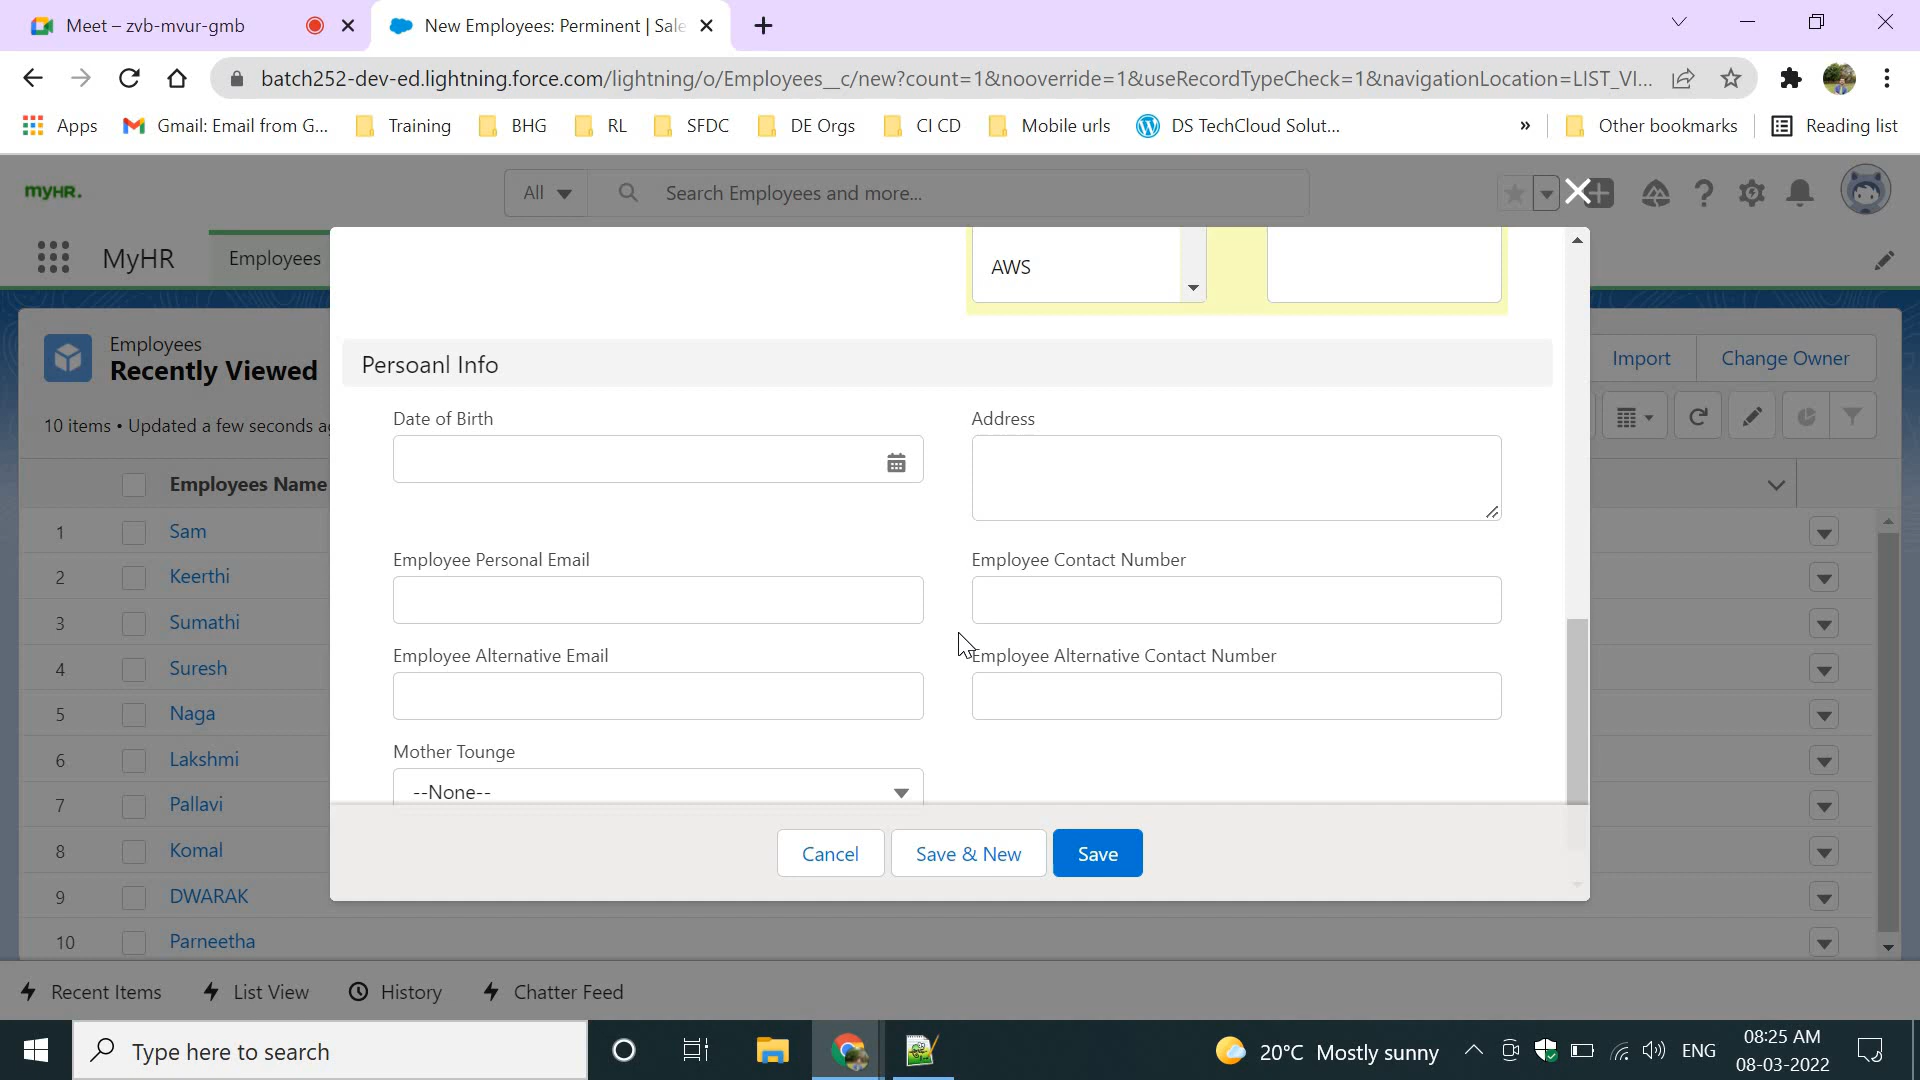 Meet – zvb-mvur-gmb
New Employees: Perminent | Sale
batch252-dev-ed.lightning.force.com/lightning/o/Employees__c/new?count=1&nooverride=1&useRecordTypeCheck=1&navigationLocation=LIST_VI...
Apps
Gmail: Email from G...
Training
BHG
RL
SFDC
DE Orgs
CI CD
Mobile urls
DS TechCloud Solut...
»
Other bookmarks
Reading list
myHR.
All
Search Employees and more...
MyHR
Employees
Employees
Recently Viewed
10 items • Updated a few seconds a
Import
Change Owner
Employees Name
1 Sam
2 Keerthi
3 Sumathi
4 Suresh
5 Naga
6 Lakshmi
7 Pallavi
8 Komal
9 DWARAK
10 Parneetha
AWS
Persoanl Info
Date of Birth
Address
Employee Personal Email
Employee Contact Number
Employee Alternative Email
Employee Alternative Contact Number
Mother Tounge
--None--
Cancel
Save & New
Save
Recent Items
List View
History
Chatter Feed
Type here to search
20°C Mostly sunny
ENG
08:25 AM
08-03-2022